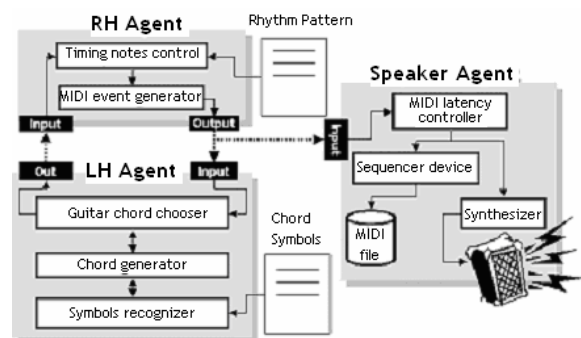 RH Agent
Rhythm Pattern
Timing notes control
MIDI event generator
Input
Output
Out
Input
LH Agent
Guitar chord chooser
Chord generator
Symbols recognizer
Chord
Symbols
Speaker Agent
Input
MIDI latency
controller
Sequencer device
MIDI
file
Synthesizer